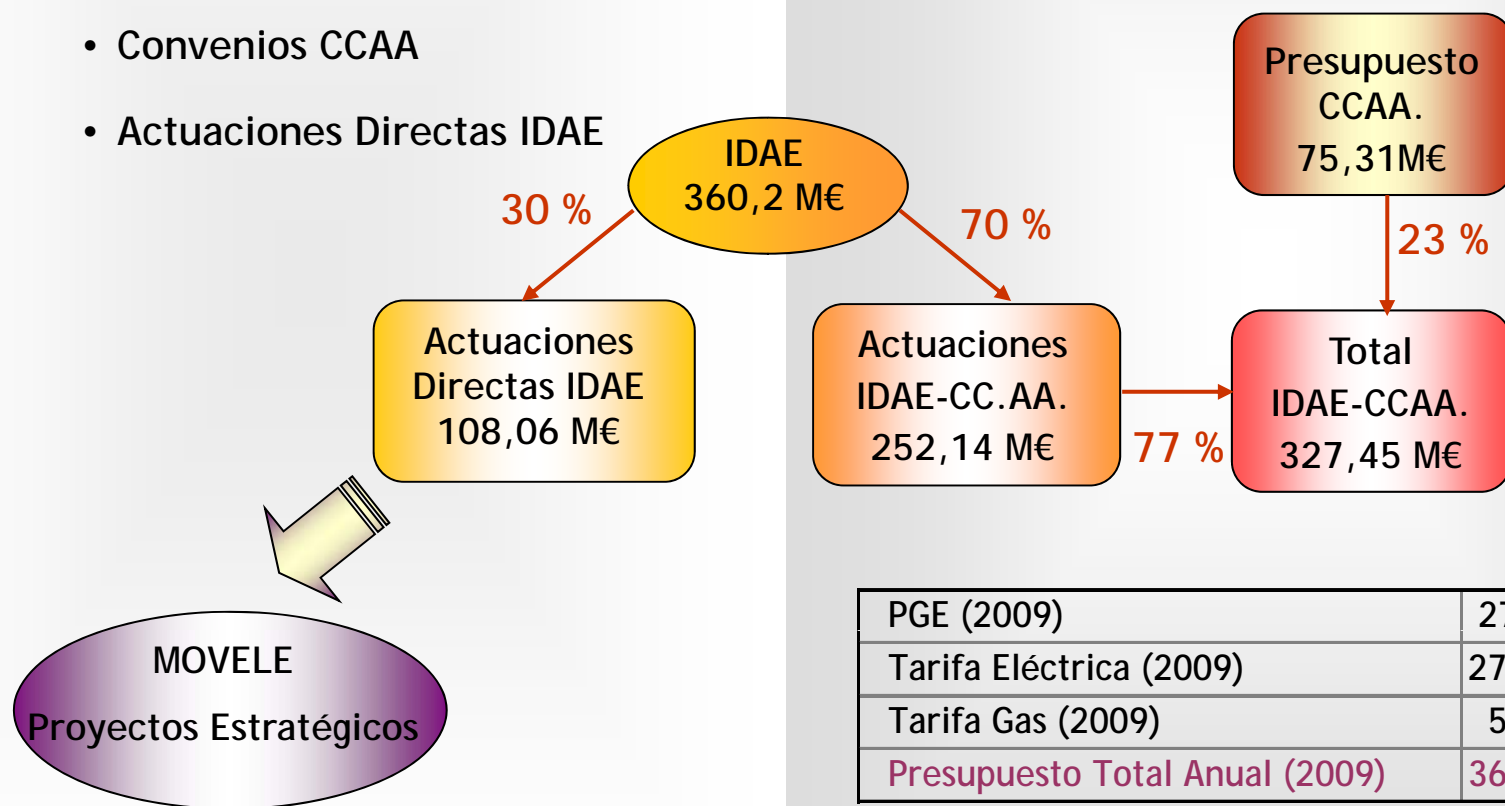 • Convenios CCAA
• Actuaciones Directas IDAE
IDAE
360,2 M€
Presupuesto
CCAA.
75,31M€
30 %
70 %
23 %
Actuaciones
Directas IDAE
108,06 M€
Actuaciones
IDAE-CC.AA.
252,14 M€
77 %
Total
IDAE-CCAA.
327,45 M€
MOVELE
Proyectos Estratégicos
PGE (2009)
Tarifa Eléctrica (2009)
Tarifa Gas (2009)
Presupuesto Total Anual (2009)